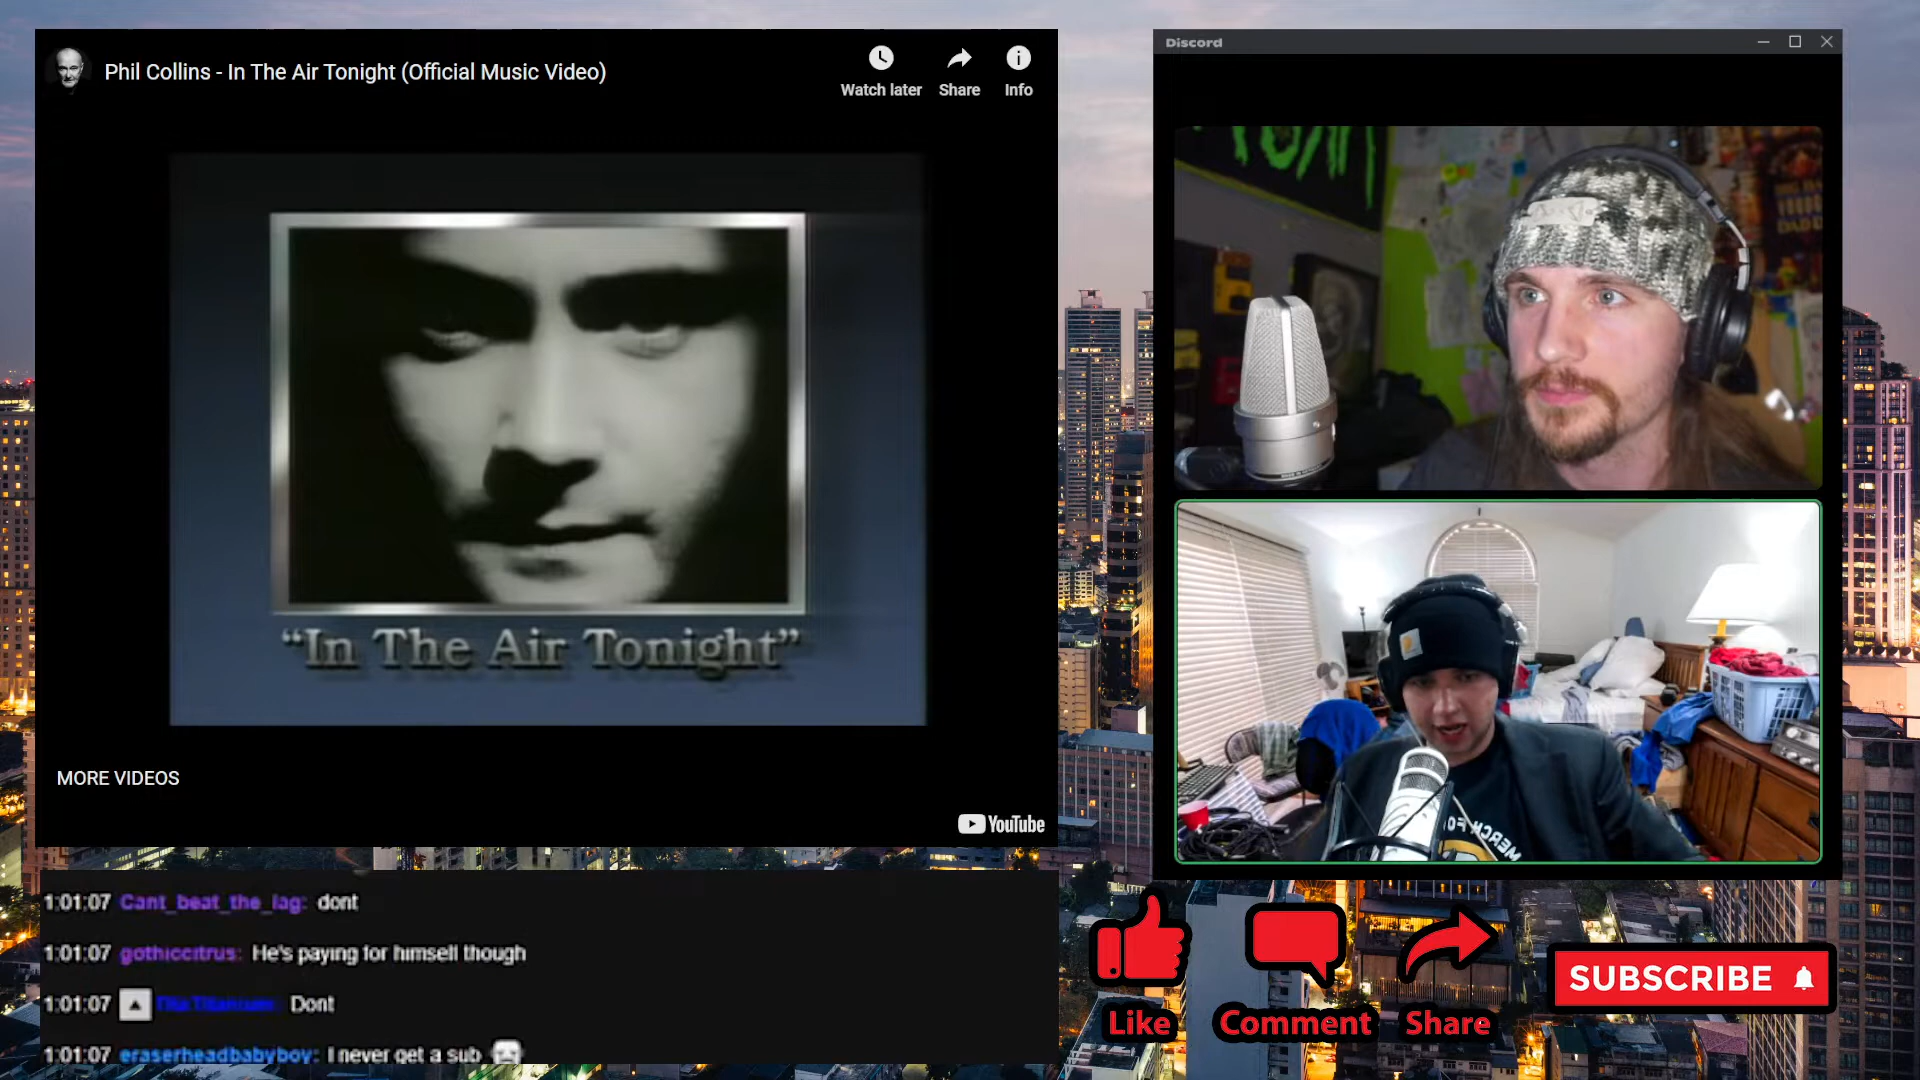 Phil Collins - In The Air Tonight (Official Music Video)
Watch later
Share
Info
"In The Air Tonight"
MORE VIDEOS
YouTube
Discord
1:01:07 Cant_beat_the_lag: dont
1:01:07 gothiccitrus: He's paying for himself though
1:01:07 Dont
1:01:07 eraserheadbabyboy: I never get a sub
Like
Comment
Share
SUBSCRIBE